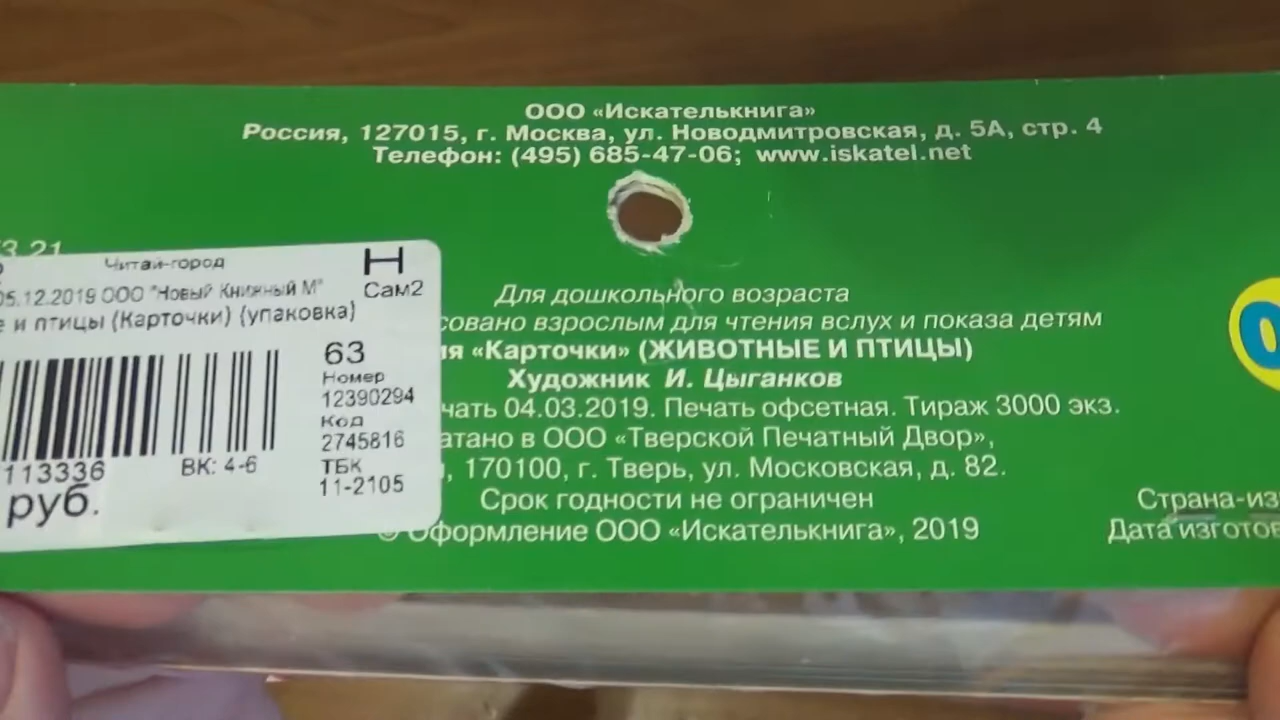 ООО «Искателькнига»
Россия, 127015, г. Москва, ул. Новодмитровская, д. 5А, стр. 4
Телефон: (495) 685-47-06; www.iskatel.net
Читай-город
Н
05.12.2019 ООО "Новый Книжный М"
Сам2
е и птицы (Карточки) (упаковка)
63
Номер
12390294
Код
2745816
113336
ВК: 4-6
ТБК
11-2105
руб.
Для дошкольного возраста
совано взрослым для чтения вслух и показа детям
ия «Карточки» (ЖИВОТНЫЕ И ПТИЦЫ)
Художник И. Цыганков
чать 04.03.2019. Печать офсетная. Тираж 3000 экз.
атано в ООО «Тверской Печатный Двор»,
, 170100, г. Тверь, ул. Московская, д. 82.
Срок годности не ограничен
© Оформление ООО «Искателькнига», 2019
0
Страна-из
Дата изготов